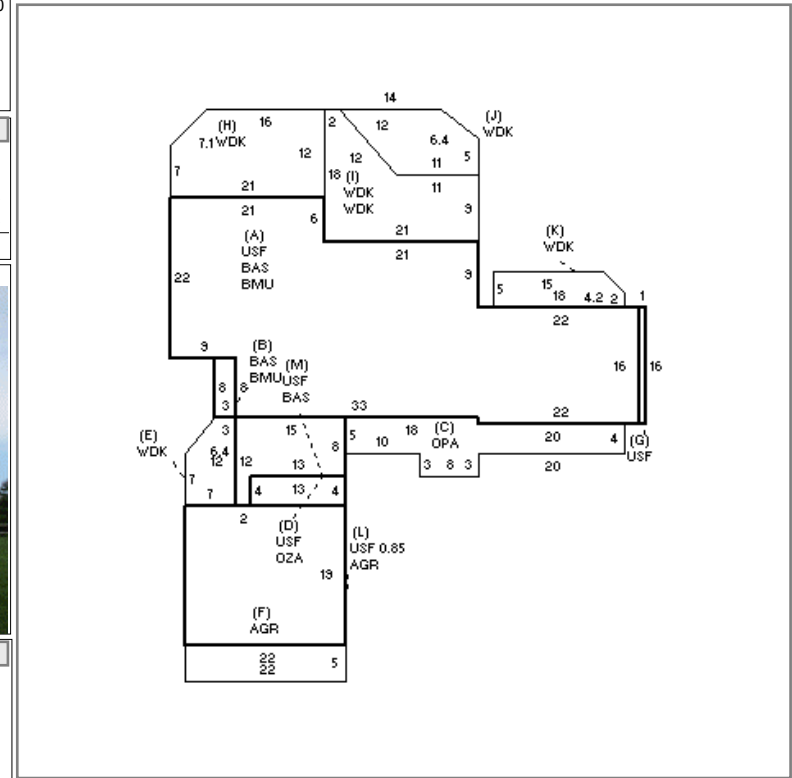 14
(H)
16
2
12
(J)
WDK
7.1 WDK
6.4
12
12
5
7
18 (I)
11
WDK
11
WDK
21
21
6
9
(A)
21
(K)
USF
21
WDK
BAS
BMU
22
9
5
15
18
4.2
2
1
22
9
(B)
BAS
(M)
BMU
USF
BAS
16
16
8
8
3
33
22
(E)
WDK
3
15
5
18
(C)
OPA
20
4
(G)
USF
10
8
6.4
12
12
13
3
8
3
20
7
7
4
13
4
2
(D)
USF
OZA
(L)
USF 0.85
AGR
19
(F)
AGR
22
22
5